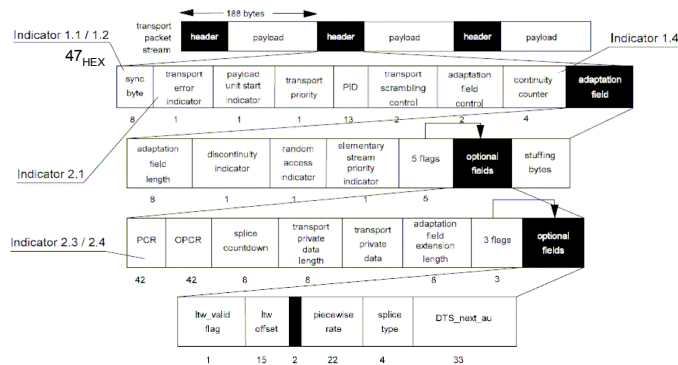 188 bytes
transport
packet
stream
header
payload
header
payload
header
payload
Indicator 1.1 / 1.2
Indicator 1.4
47HEX
sync
byte
transport
error
indicator
payload
unit start
indicator
transport
priority
PID
transport
scrambling
control
adaptation
field
control
continuity
counter
adaptation
field
8
1
1
1
13
2
2
4
Indicator 2.1
adaptation
field
length
discontinuity
indicator
random
access
indicator
elementary
stream
priority
indicator
5 flags
optional
fields
stuffing
bytes
8
1
1
1
5
Indicator 2.3 / 2.4
PCR
OPCR
splice
countdown
transport
private
data
length
transport
private
data
adaptation
field
extension
length
3 flags
optional
fields
42
42
8
8
8
3
ltw_valid
flag
ltw
offset
piecewise
rate
splice
type
DTS_next_au
1
15
2
22
4
33